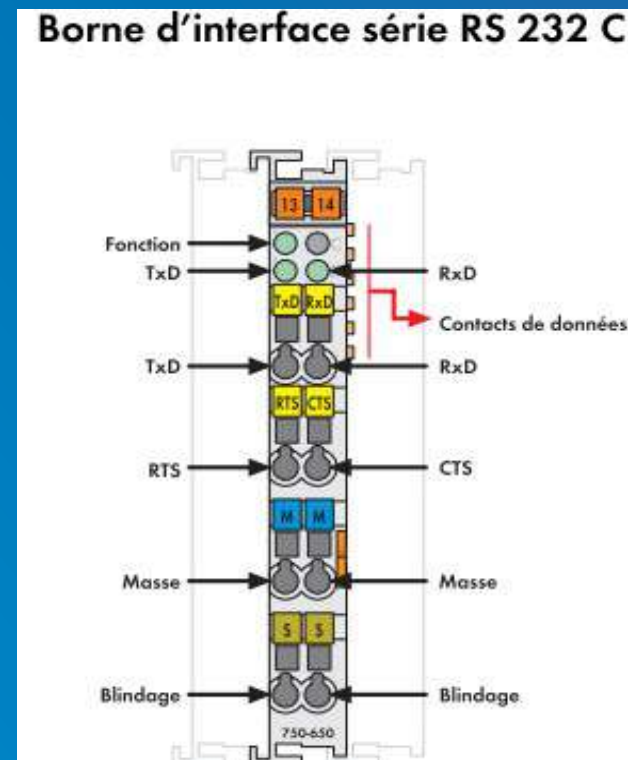 Borne d’interface série RS 232 C
13 14
Fonction
TxD RxD
Contacts de données
TxD RxD
TxD RxD
RTS CTS
RTS CTS
M M
Masse Masse
S S
Blindage Blindage
750-650